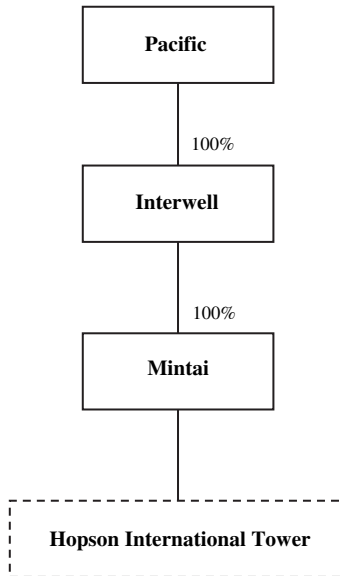 Pacific
100%
Interwell
100%
Mintai
Hopson International Tower